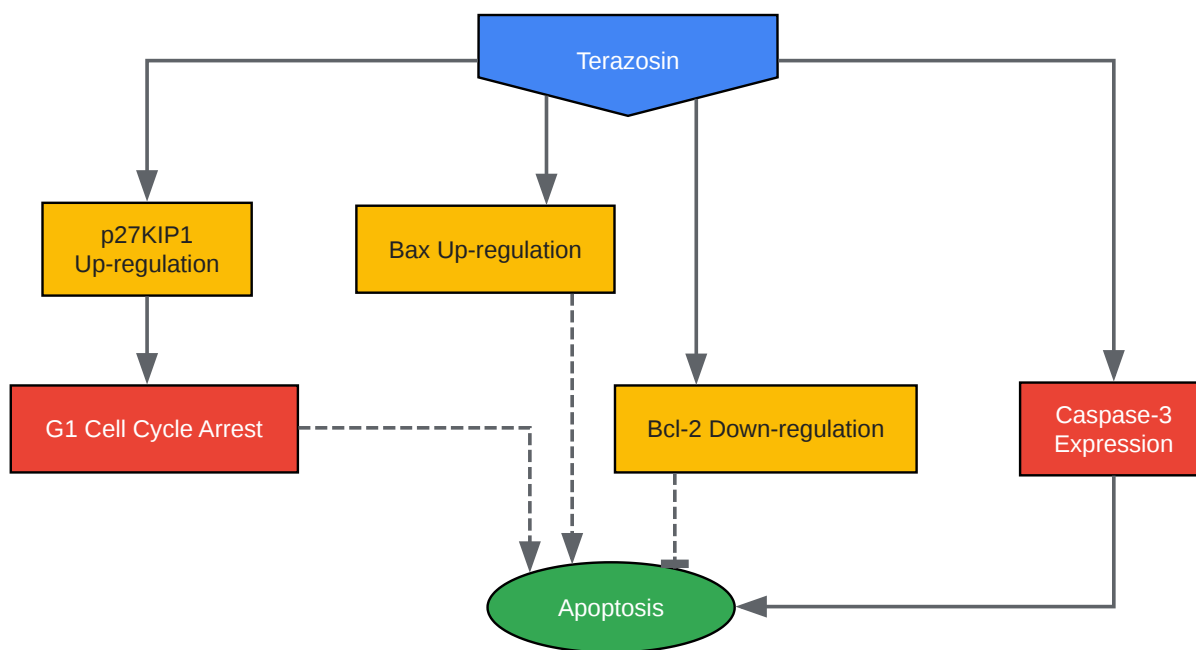 Terazosin
p27KIP1
Up-regulation
Bax Up-regulation
G1 Cell Cycle Arrest
Bcl-2 Down-regulation
Caspase-3
Expression
Apoptosis